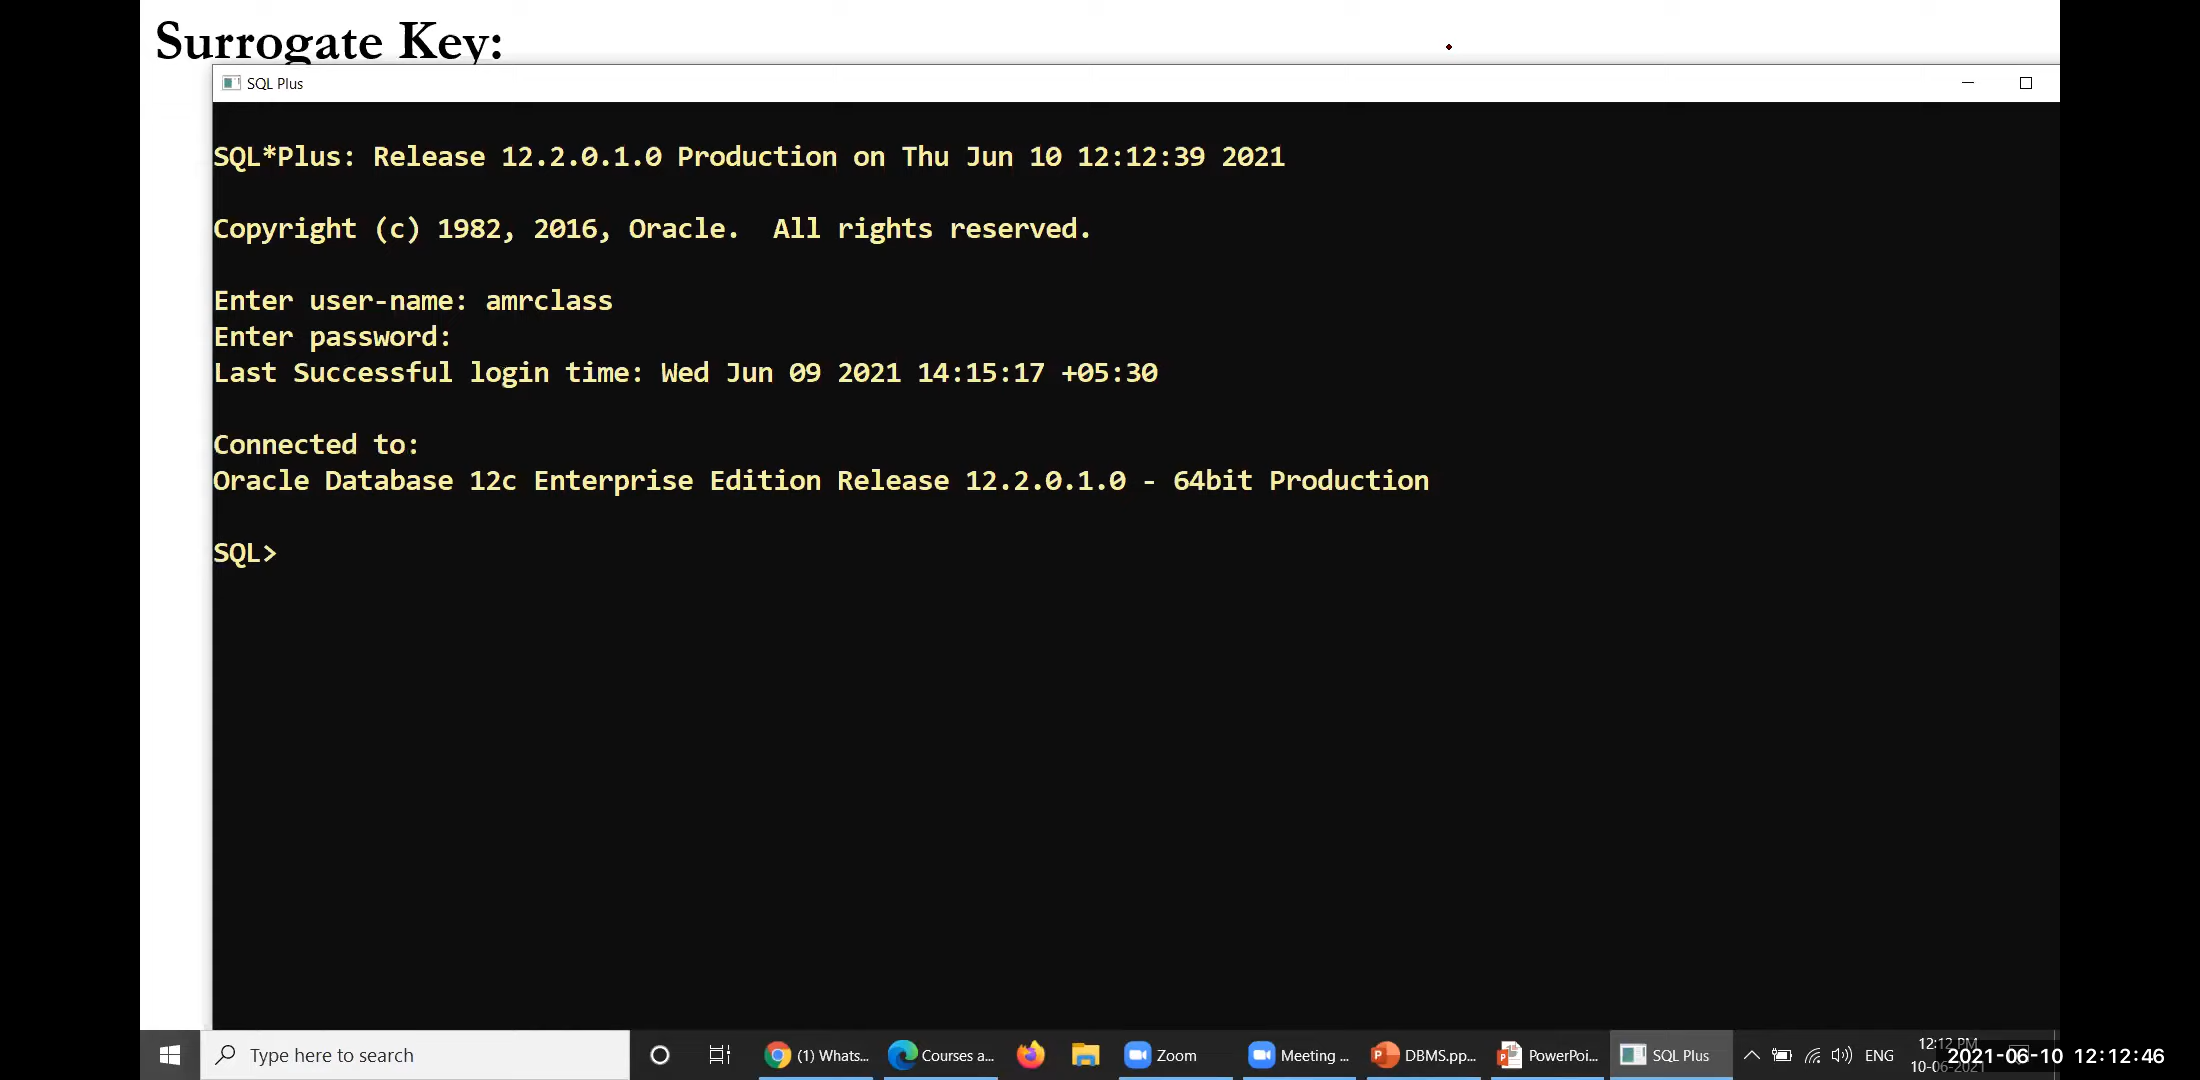 Surrogate Key:
SQL Plus
SQL*Plus: Release 12.2.0.1.0 Production on Thu Jun 10 12:12:39 2021
Copyright (c) 1982, 2016, Oracle.  All rights reserved.
Enter user-name: amrclass
Enter password:
Last Successful login time: Wed Jun 09 2021 14:15:17 +05:30
Connected to:
Oracle Database 12c Enterprise Edition Release 12.2.0.1.0 - 64bit Production
SQL>
Type here to search
(1) Whats...
Courses a...
Zoom
Meeting ...
DBMS.pp...
PowerPoi...
SQL Plus
ENG
12:12 PM
10-06-2021
2021-06-10 12:12:46